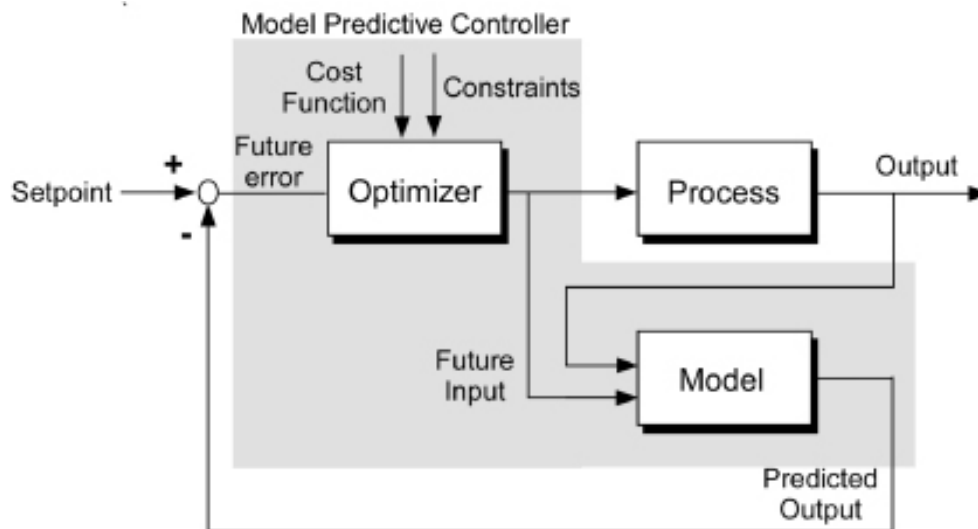 Model Predictive Controller
Cost
Function
Constraints
Future
error
+
Setpoint
-
Optimizer
Process
Output
Future
Input
Model
Predicted
Output